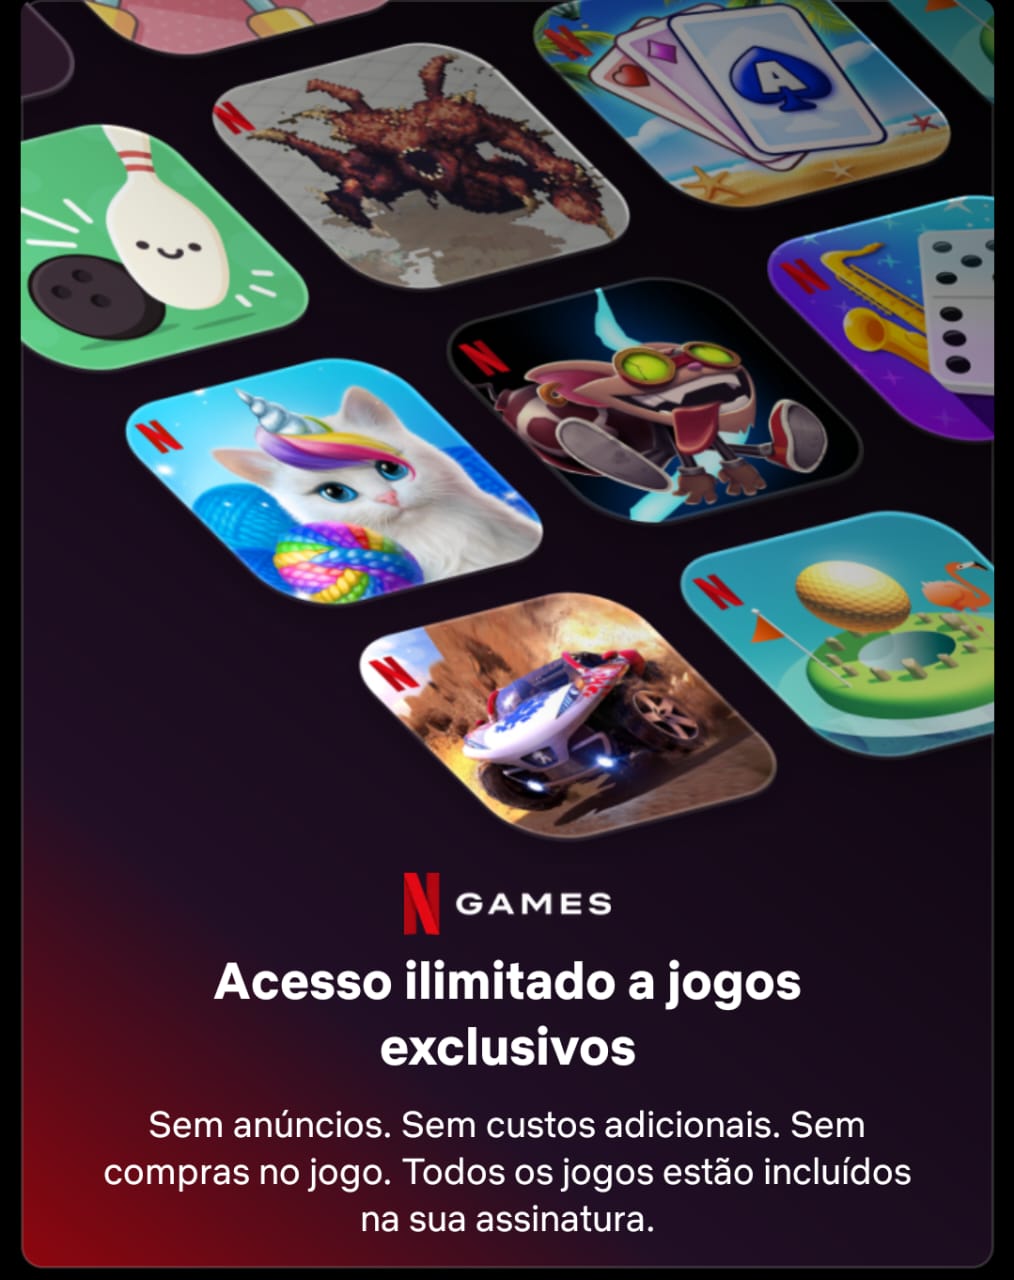 A
N GAMES
Acesso ilimitado a jogos
exclusivos
Sem anúncios. Sem custos adicionais. Sem
compras no jogo. Todos os jogos estão incluídos
na sua assinatura.